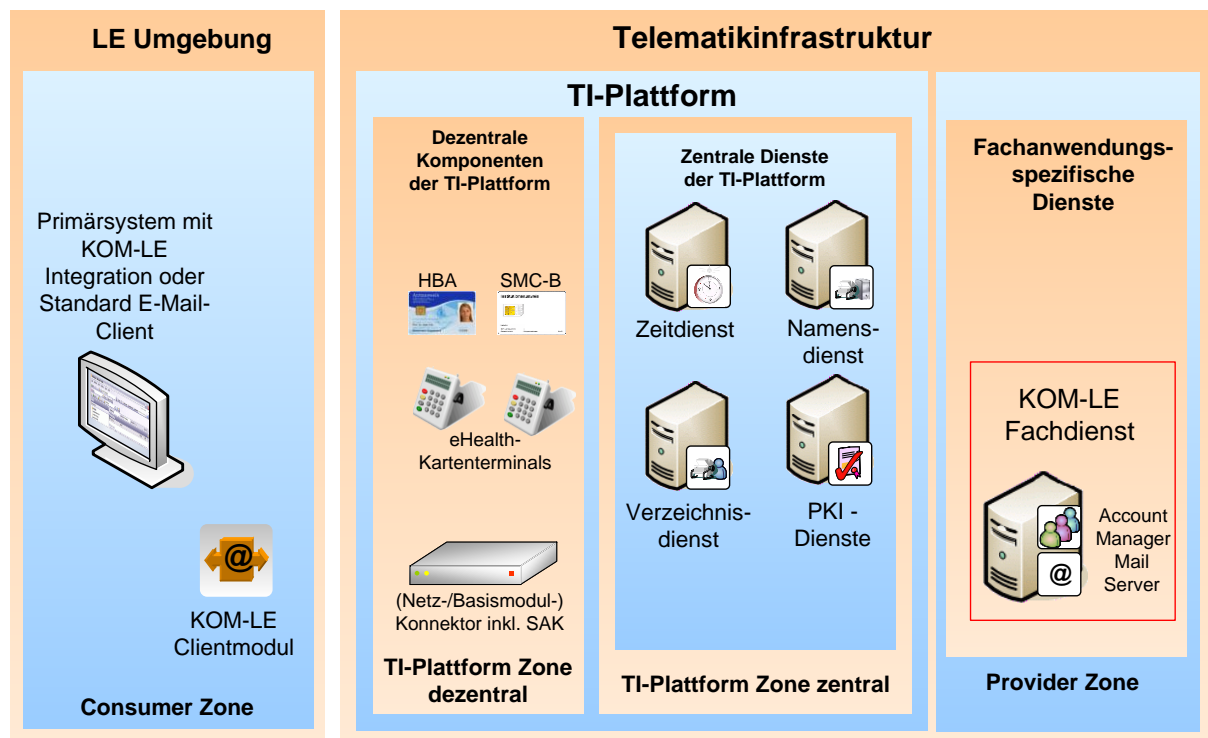 LE Umgebung
Primärsystem mit
KOM-LE
Integration oder
Standard E-Mail-
Client
@
KOM-LE
Clientmodul
Consumer Zone
Telematikinfrastruktur
TI-Plattform
Dezentrale
Komponenten
der TI-Plattform
HBA
SMC-B
eHealth-
Kartenterminals
(Netz-/Basismodul-)
Konnektor inkl. SAK
TI-Plattform Zone
dezentral
Zentrale Dienste
der TI-Plattform
Zeitdienst
Namens-
dienst
Verzeichnis-
dienst
PKI -
Dienste
TI-Plattform Zone zentral
Fachanwendungs-
spezifische
Dienste
KOM-LE
Fachdienst
Account
Manager
Mail
Server
@
Provider Zone